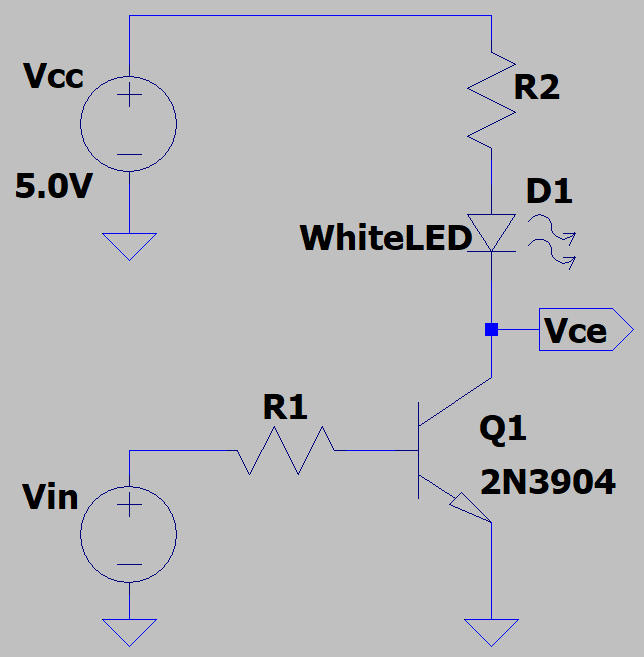 Vcc
R2
5.0V
D1
WhiteLED
Vce
R1
Q1
2N3904
Vin